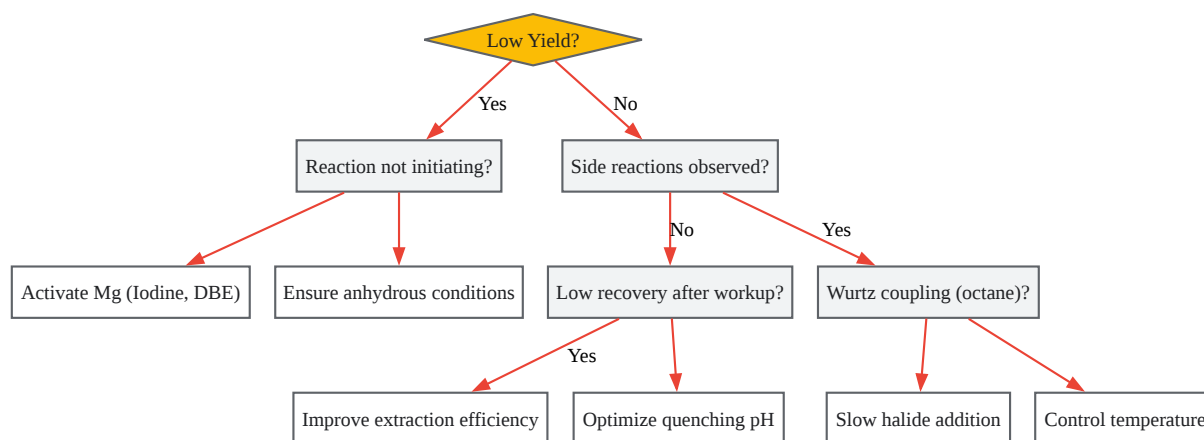 Low Yield?
Yes
No
Reaction not initiating?
Side reactions observed?
No
Yes
Activate Mg (Iodine, DBE)
Ensure anhydrous conditions
Low recovery after workup?
Wurtz coupling (octane)?
Yes
Improve extraction efficiency
Optimize quenching pH
Slow halide addition
Control temperature